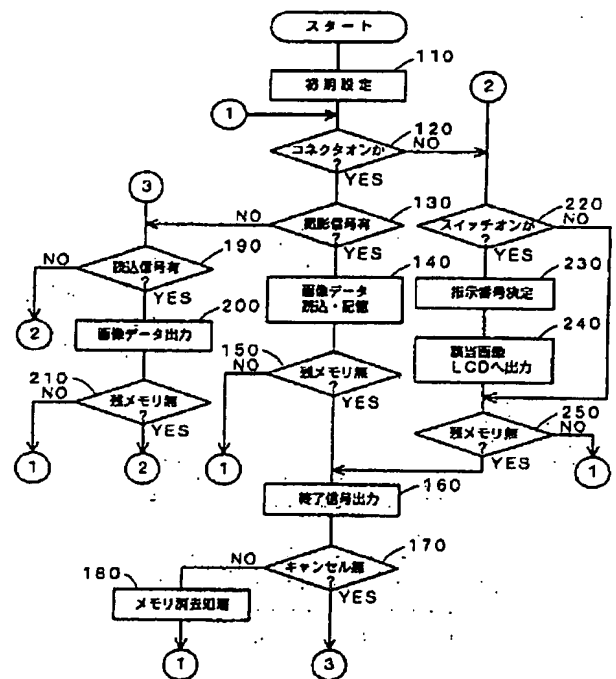 スタート
110
初期設定
2
1
120
コネクタオンか
?
NO
YES
3
130
撮影信号有
?
NO
YES
220
スイッチオンか
?
NO
YES
190
読込信号有
?
NO
YES
140
画像データ
読込・記憶
230
指示番号決定
2
200
画像データ出力
150
残メモリ無
?
NO
YES
240
該当画像
LCDへ出力
210
残メモリ無
?
NO
YES
250
残メモリ無
?
NO
YES
1
2
1
1
160
終了信号出力
170
キャンセル無
?
NO
YES
180
メモリ消去処理
1
3